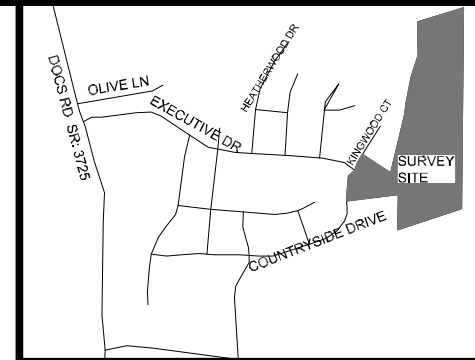 DOCS RD SR: 3725
OLIVE LN
EXECUTIVE DR
HEATHERWOOD DR
KINGWOOD CT
SURVEY
SITE
COUNTRYSIDE DRIVE